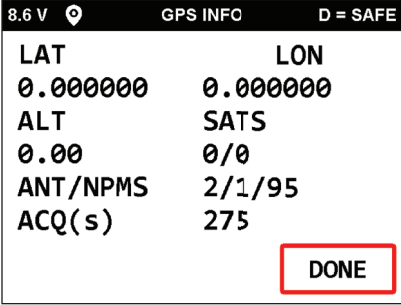 8.6 V GPS INFO D = SAFE
LAT LON
0.000000 0.000000
ALT SATS
0.00 0/0
ANT/NPMS 2/1/95
ACQ(s) 275
DONE